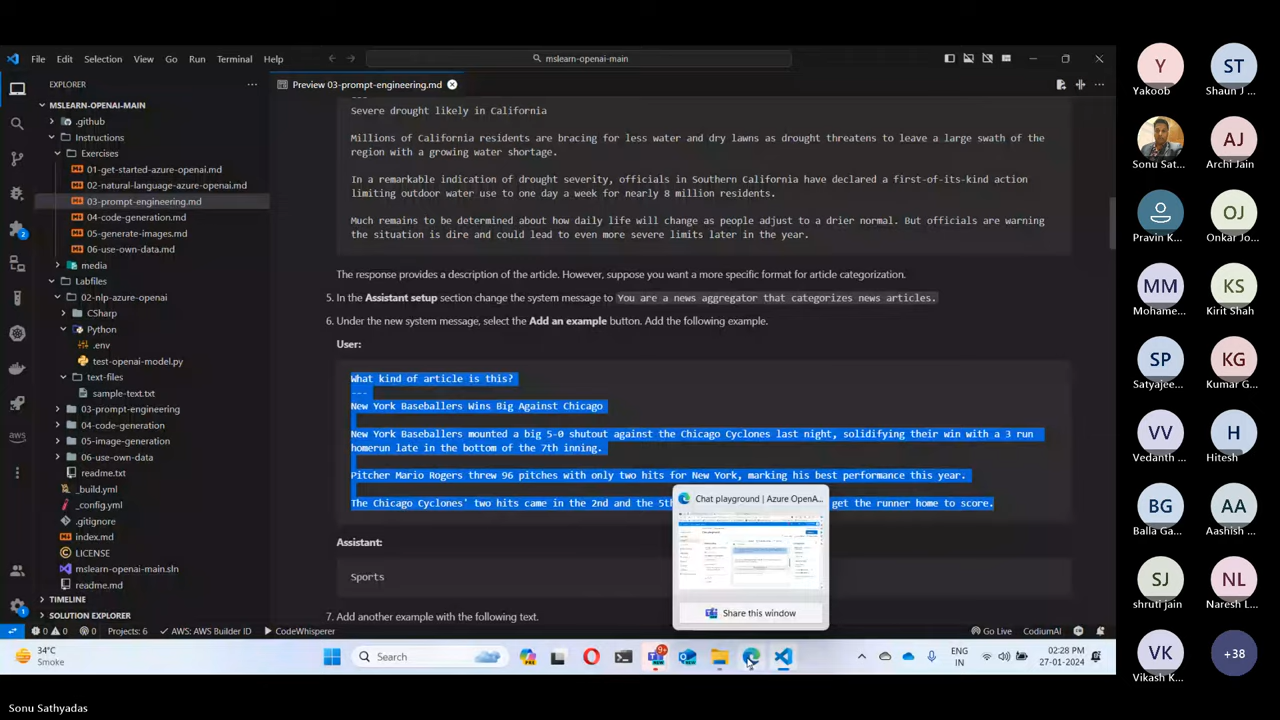 File Edit Selection View Go Run Terminal Help
mslearn-openai-main
EXPLORER
Preview 03-prompt-engineering.md
MSLEARN-OPENAI-MAIN
.github
Instructions
Exercises
01-get-started-azure-openai.md
02-natural-language-azure-openai.md
03-prompt-engineering.md
04-code-generation.md
05-generate-images.md
06-use-own-data.md
media
Labfiles
02-nlp-azure-openai
CSharp
Python
.env
test-openai-model.py
text-files
sample-text.txt
03-prompt-engineering
04-code-generation
05-image-generation
06-use-own-data
readme.txt
_build.yml
_config.yml
.gitignore
index.md
LICENSE
mslearn-openai-main.sln
readme.md
TIMELINE
SOLUTION EXPLORER
Severe drought likely in California
Millions of California residents are bracing for less water and dry lawns as drought threatens to leave a large swath of the
region with a growing water shortage.
In a remarkable indication of drought severity, officials in Southern California have declared a first-of-its-kind action
limiting outdoor water use to one day a week for nearly 8 million residents.
Much remains to be determined about how daily life will change as people adjust to a drier normal. But officials are warning
the situation is dire and could lead to even more severe limits later in the year.
The response provides a description of the article. However, suppose you want a more specific format for article categorization.
5. In the Assistant setup section change the system message to You are a news aggregator that categorizes news articles.
6. Under the new system message, select the Add an example button. Add the following example.
User:
What kind of article is this?
---
New York Baseballers Wins Big Against Chicago
New York Baseballers mounted a big 5-0 shutout against the Chicago Cyclones last night, solidifying their win with a 3 run
homerun late in the bottom of the 7th inning.
Pitcher Mario Rogers threw 96 pitches with only two hits for New York, marking his best performance this year.
The Chicago Cyclones' two hits came in the 2nd and the 5th get the runner home to score.
Chat playground | Azure OpenA...
Share this window
Assistant:
Sports
7. Add another example with the following text.
0 0 0 Projects: 6 AWS: AWS Builder ID CodeWhisperer Go Live CodiumAI
34°C
Smoke
Search
9+
ENG
IN
02:28 PM
27-01-2024
Y
Yakoob
ST
Shaun J ...
Sonu Sat...
AJ
Archi Jain
Pravin K...
OJ
Onkar Jo...
MM
Mohame...
KS
Kirit Shah
SP
Satyajee...
KG
Kumar G...
VV
Vedanth ...
H
Hitesh
BG
Balla Ga...
AA
Aashish ...
SJ
shruti jain
NL
Naresh L...
VK
Vikash K...
+38
Sonu Sathyadas